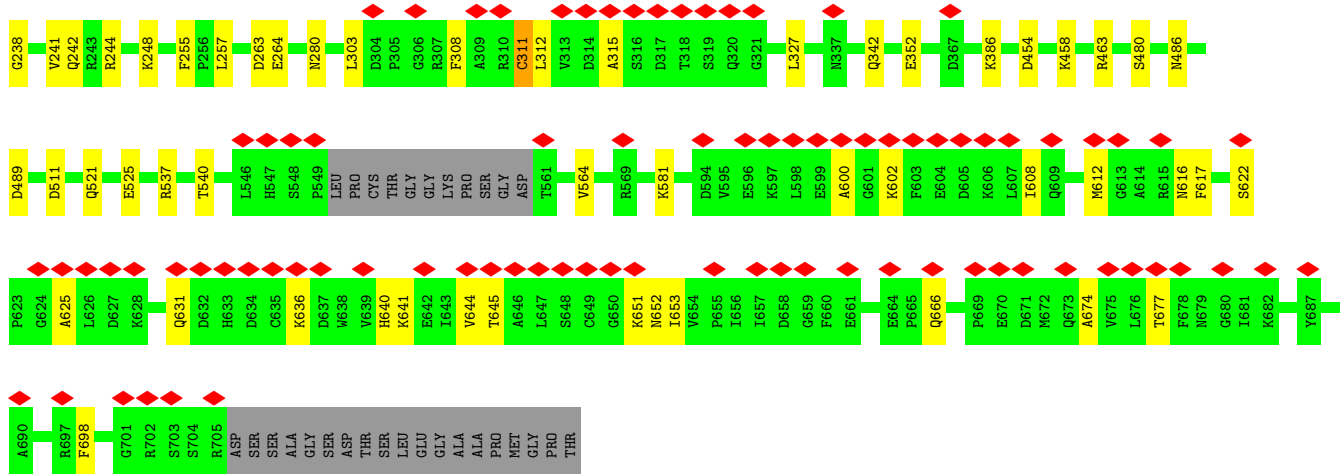 G238 V241 Q242 R243 R244 K248 F255 P256 L257 D263 E264 N280 L303 D304 P305 G306 R307 F308 A309 R310 C311 L312 V313 D314 A315 S316 D317 T318 S319 Q320 G321 L327 N337 Q342 E352 D367 K386 D454 K458 R463 S480 N486
D489 D511 Q521 E525 R537 T540 L546 H547 S548 P549 LEU PRO CYS THR GLY GLY LYS PRO SER GLY ASP T561 V564 R569 K581 D594 V595 E596 K597 L598 E599 A600 G601 K602 F603 E604 D605 K606 L607 I608 Q609 M612 G613 A614 R615 N616 F617 S622
P623 G624 A625 L626 D627 K628 Q631 D632 H633 D634 C635 K636 D637 W638 V639 H640 K641 E642 I643 V644 T645 A646 L647 S648 C649 G650 K651 N652 I653 V654 P655 I656 I657 D658 G659 F660 E661 E664 P665 Q666 P669 E670 D671 M672 Q673 A674 V675 L676 T677 F678 N679 G680 I681 K682 Y687
A690 R697 F698 G701 R702 S703 S704 R705 ASP SER SER ALA GLY SER ASP THR SER LEU GLU GLY ALA ALA PRO MET GLY PRO THR